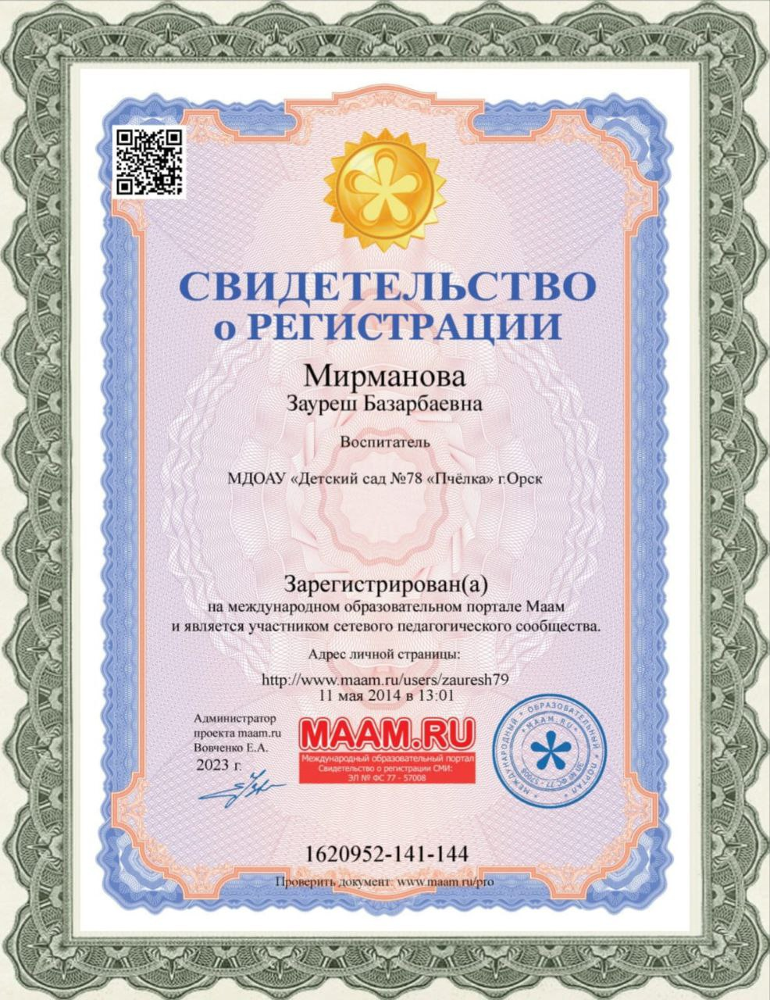 СВИДЕТЕЛЬСТВО
о РЕГИСТРАЦИИ
Мирманова
Зауреш Базарбаевна
Воспитатель
МДОАУ «Детский сад №78 «Пчёлка» г.Орск
Зарегистрирован(а)
на международном образовательном портале Маам
и является участником сетевого педагогического сообщества.
Адрес личной страницы:
http://www.maam.ru/users/zauresh79
11 мая 2014 в 13:01
Администратор
проекта maam.ru
Вовченко Е.А.
2023 г.
MAAM.RU
Международный образовательный портал
Свидетельство о регистрации СМИ:
ЭЛ № ФС 77 - 57008
МЕЖДУНАРОДНЫЙ * ОБРАЗОВАТЕЛЬНЫЙ * ПОРТАЛ *
* MAAM.RU *
ЭЛ № ФС 77 - 57008
1620952-141-144
Проверить документ: www.maam.ru/pro